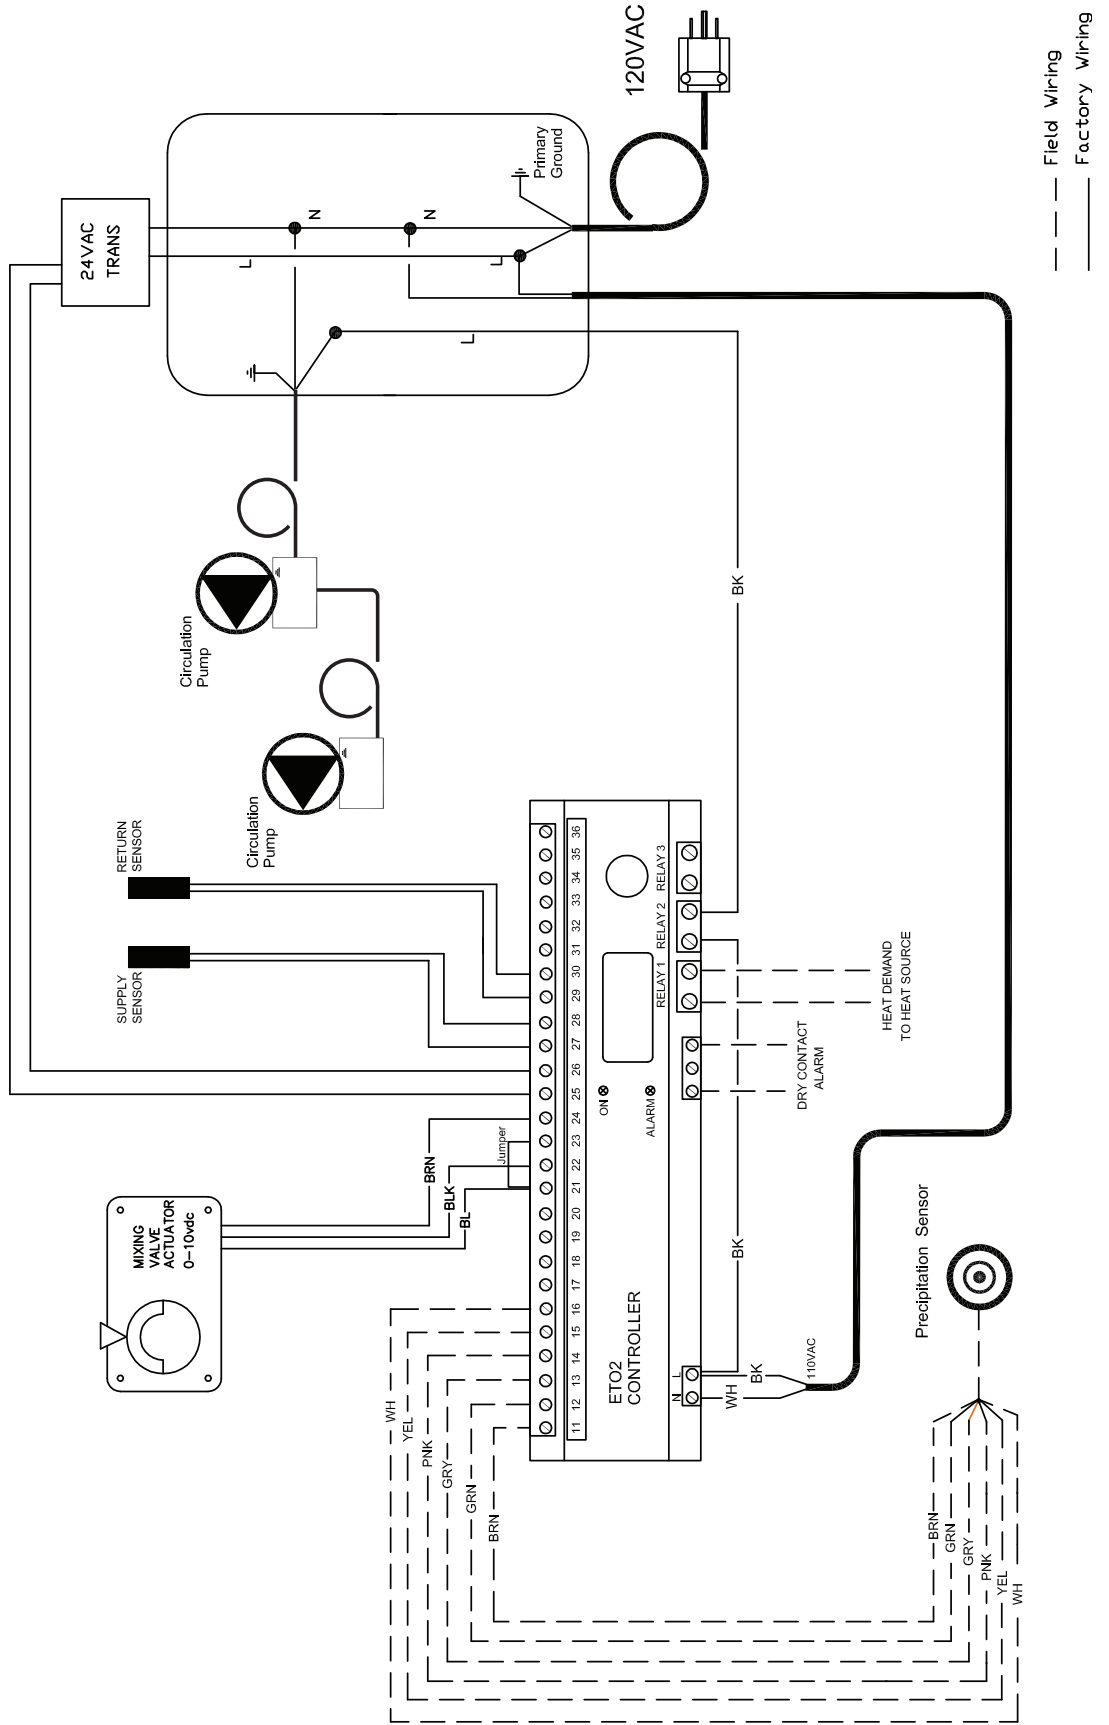 24VAC
TRANS
N
N
L
L
L
Primary
Ground
120VAC
Field Wiring
Factory Wiring
Circulation
Pump
Circulation
Pump
RETURN
SENSOR
SUPPLY
SENSOR
MIXING
VALVE
ACTUATOR
0-10vdc
BRN
BLK
BL
Jumper
11 12 13 14 15 16 17 18 19 20 21 22 23 24 25 26 27 28 29 30 31 32 33 34 35 36
ETO2
CONTROLLER
ON
ALARM
N L
RELAY 1
RELAY 2
RELAY 3
BK
BK
WH
BK
110VAC
DRY CONTACT
ALARM
HEAT DEMAND
TO HEAT SOURCE
WH
YEL
PNK
GRY
GRN
BRN
Precipitation Sensor
BRN
GRN
GRY
PNK
YEL
WH